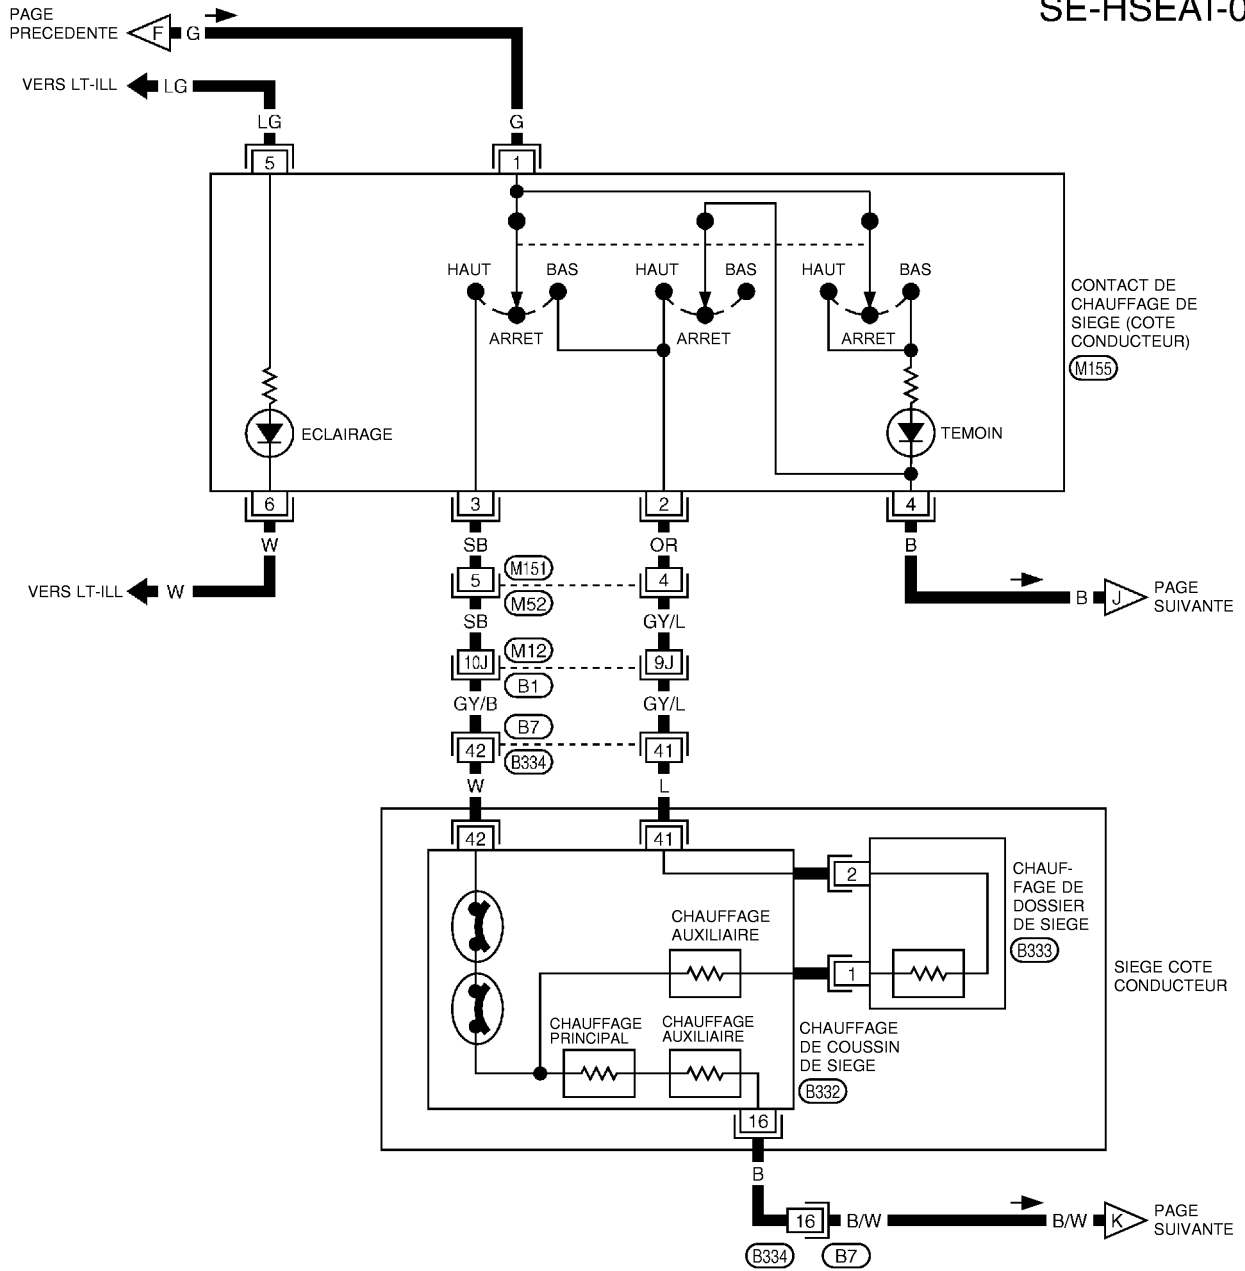 SE-HSEAT-0
PAGE
PRECEDENTE
F
G
VERS LT-ILL
LG
LG
G
5
1
HAUT
BAS
HAUT
BAS
HAUT
BAS
ARRET
ARRET
ARRET
CONTACT DE
CHAUFFAGE DE
SIEGE (COTE
CONDUCTEUR)
M155
ECLAIRAGE
TEMOIN
6
3
2
4
W
SB
OR
B
VERS LT-ILL
W
5
M151
4
M52
B
J
PAGE
SUIVANTE
SB
GY/L
10J
M12
9J
B1
GY/B
GY/L
42
B7
41
B334
W
L
42
41
2
CHAUF-
FAGE DE
DOSSIER
DE SIEGE
B333
CHAUFFAGE
AUXILIAIRE
1
SIEGE COTE
CONDUCTEUR
CHAUFFAGE
PRINCIPAL
CHAUFFAGE
AUXILIAIRE
CHAUFFAGE
DE COUSSIN
DE SIEGE
B332
16
B
16
B/W
B/W
K
PAGE
SUIVANTE
B334
B7